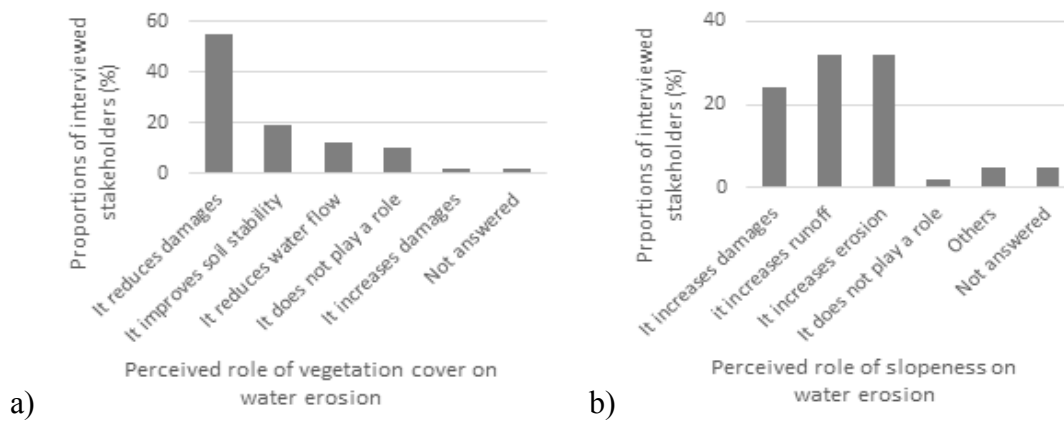 Proportions of interviewed
stakeholders (%)
60
40
20
0
It reduces damages
It improves soil stability
It reduces water flow
It does not play a role
It increases damages
Not answered
Perceived role of vegetation cover on
water erosion
a)
Prportions of interviewed
stakeholders (%)
40
20
0
It increases damages
it increases runoff
It increases erosion
It does not play a role
Others
Not answered
Perceived role of slopeness on
water erosion
b)